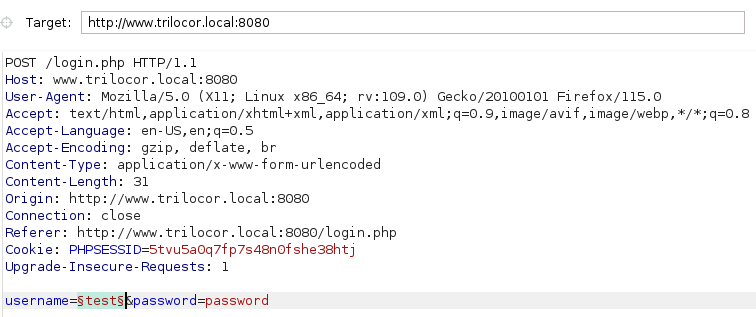 Target: http://www.trilocor.local:8080
POST /login.php HTTP/1.1
Host: www.trilocor.local:8080
User-Agent: Mozilla/5.0 (X11; Linux x86_64; rv:109.0) Gecko/20100101 Firefox/115.0
Accept: text/html,application/xhtml+xml,application/xml;q=0.9,image/avif,image/webp,*/*;q=0.8
Accept-Language: en-US,en;q=0.5
Accept-Encoding: gzip, deflate, br
Content-Type: application/x-www-form-urlencoded
Content-Length: 31
Origin: http://www.trilocor.local:8080
Connection: close
Referer: http://www.trilocor.local:8080/login.php
Cookie: PHPSESSID=5tvu5a0q7fp7s48n0fshe38htj
Upgrade-Insecure-Requests: 1
username=§test§&password=password